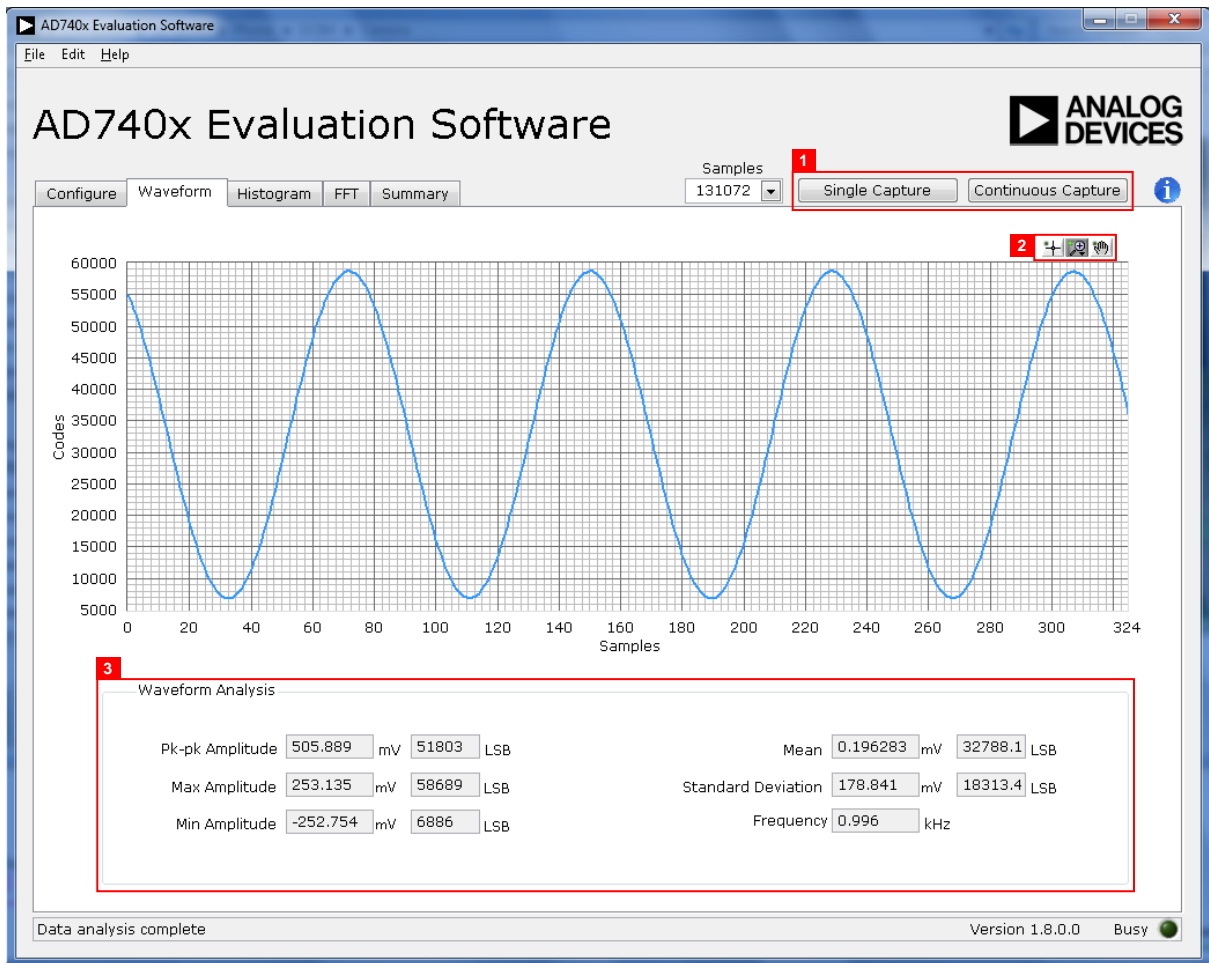 AD740x Evaluation Software
File Edit Help
AD740x Evaluation Software
ANALOG
DEVICES
Configure Waveform Histogram FFT Summary
Samples
131072
1
Single Capture Continuous Capture
i
2
60000
55000
50000
45000
40000
35000
30000
25000
20000
15000
10000
5000
Codes
0 20 40 60 80 100 120 140 160 180 200 220 240 260 280 300 324
Samples
3
Waveform Analysis
Pk-pk Amplitude 505.889 mV 51803 LSB
Mean 0.196283 mV 32788.1 LSB
Max Amplitude 253.135 mV 58689 LSB
Standard Deviation 178.841 mV 18313.4 LSB
Min Amplitude -252.754 mV 6886 LSB
Frequency 0.996 kHz
Data analysis complete
Version 1.8.0.0 Busy